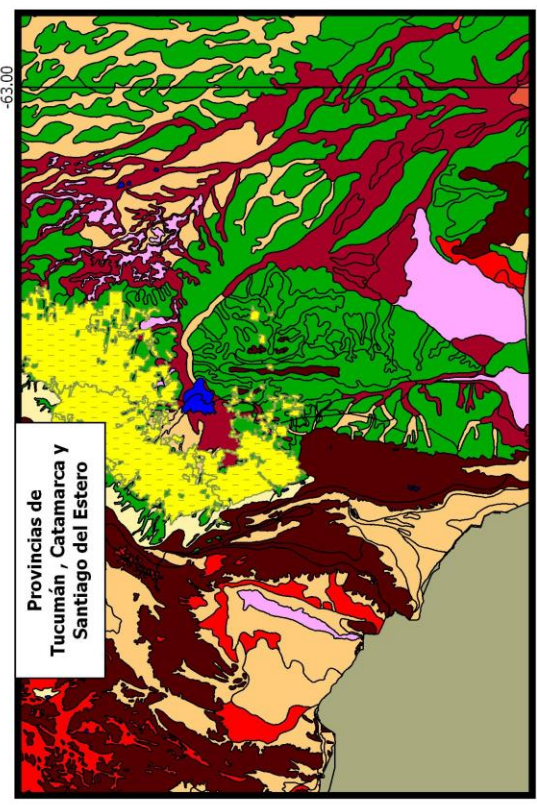 -63.00
Provincias de
Tucumán , Catamarca y
Santiago del Estero